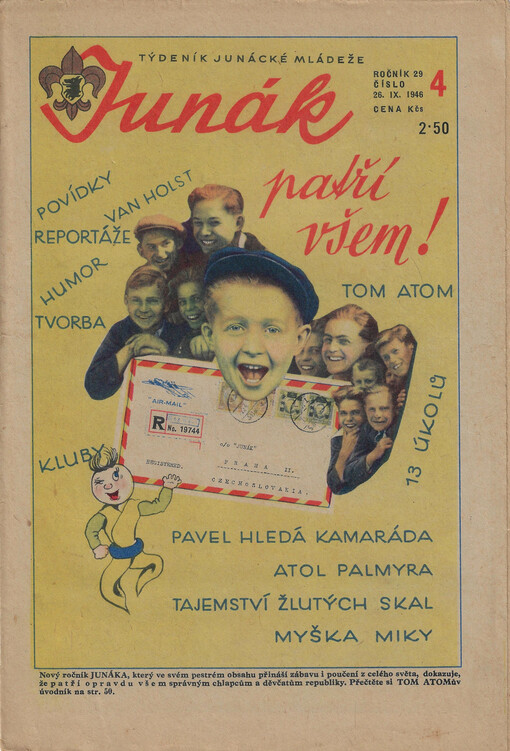 TÝDENÍK JUNÁCKÉ MLÁDEŽE
Junák
ROČNÍK 29
ČÍSLO
26. IX. 1946
4
CENA Kčs
2·50
patří
všem!
POVÍDKY
VAN HOLST
REPORTÁŽE
HUMOR
TVORBA
TOM ATOM
13 ÚKOLŮ
KLUBY
"AIR-MAIL"
R
No. 19744
c/o "JUNÁK"
PRAHA II.
REGISTERED.
CZECHOSLOVAKIA.
PAVEL HLEDÁ KAMARÁDA
ATOL PALMYRA
TAJEMSTVÍ ŽLUTÝCH SKAL
MYŠKA MIKY
Nový ročník JUNÁKA, který ve svém pestrém obsahu přináší zábavu i poučení z celého světa, dokazuje,
že patří opravdu všem správným chlapcům a děvčatům republiky. Přečtěte si TOM ATOMův
úvodník na str. 50.